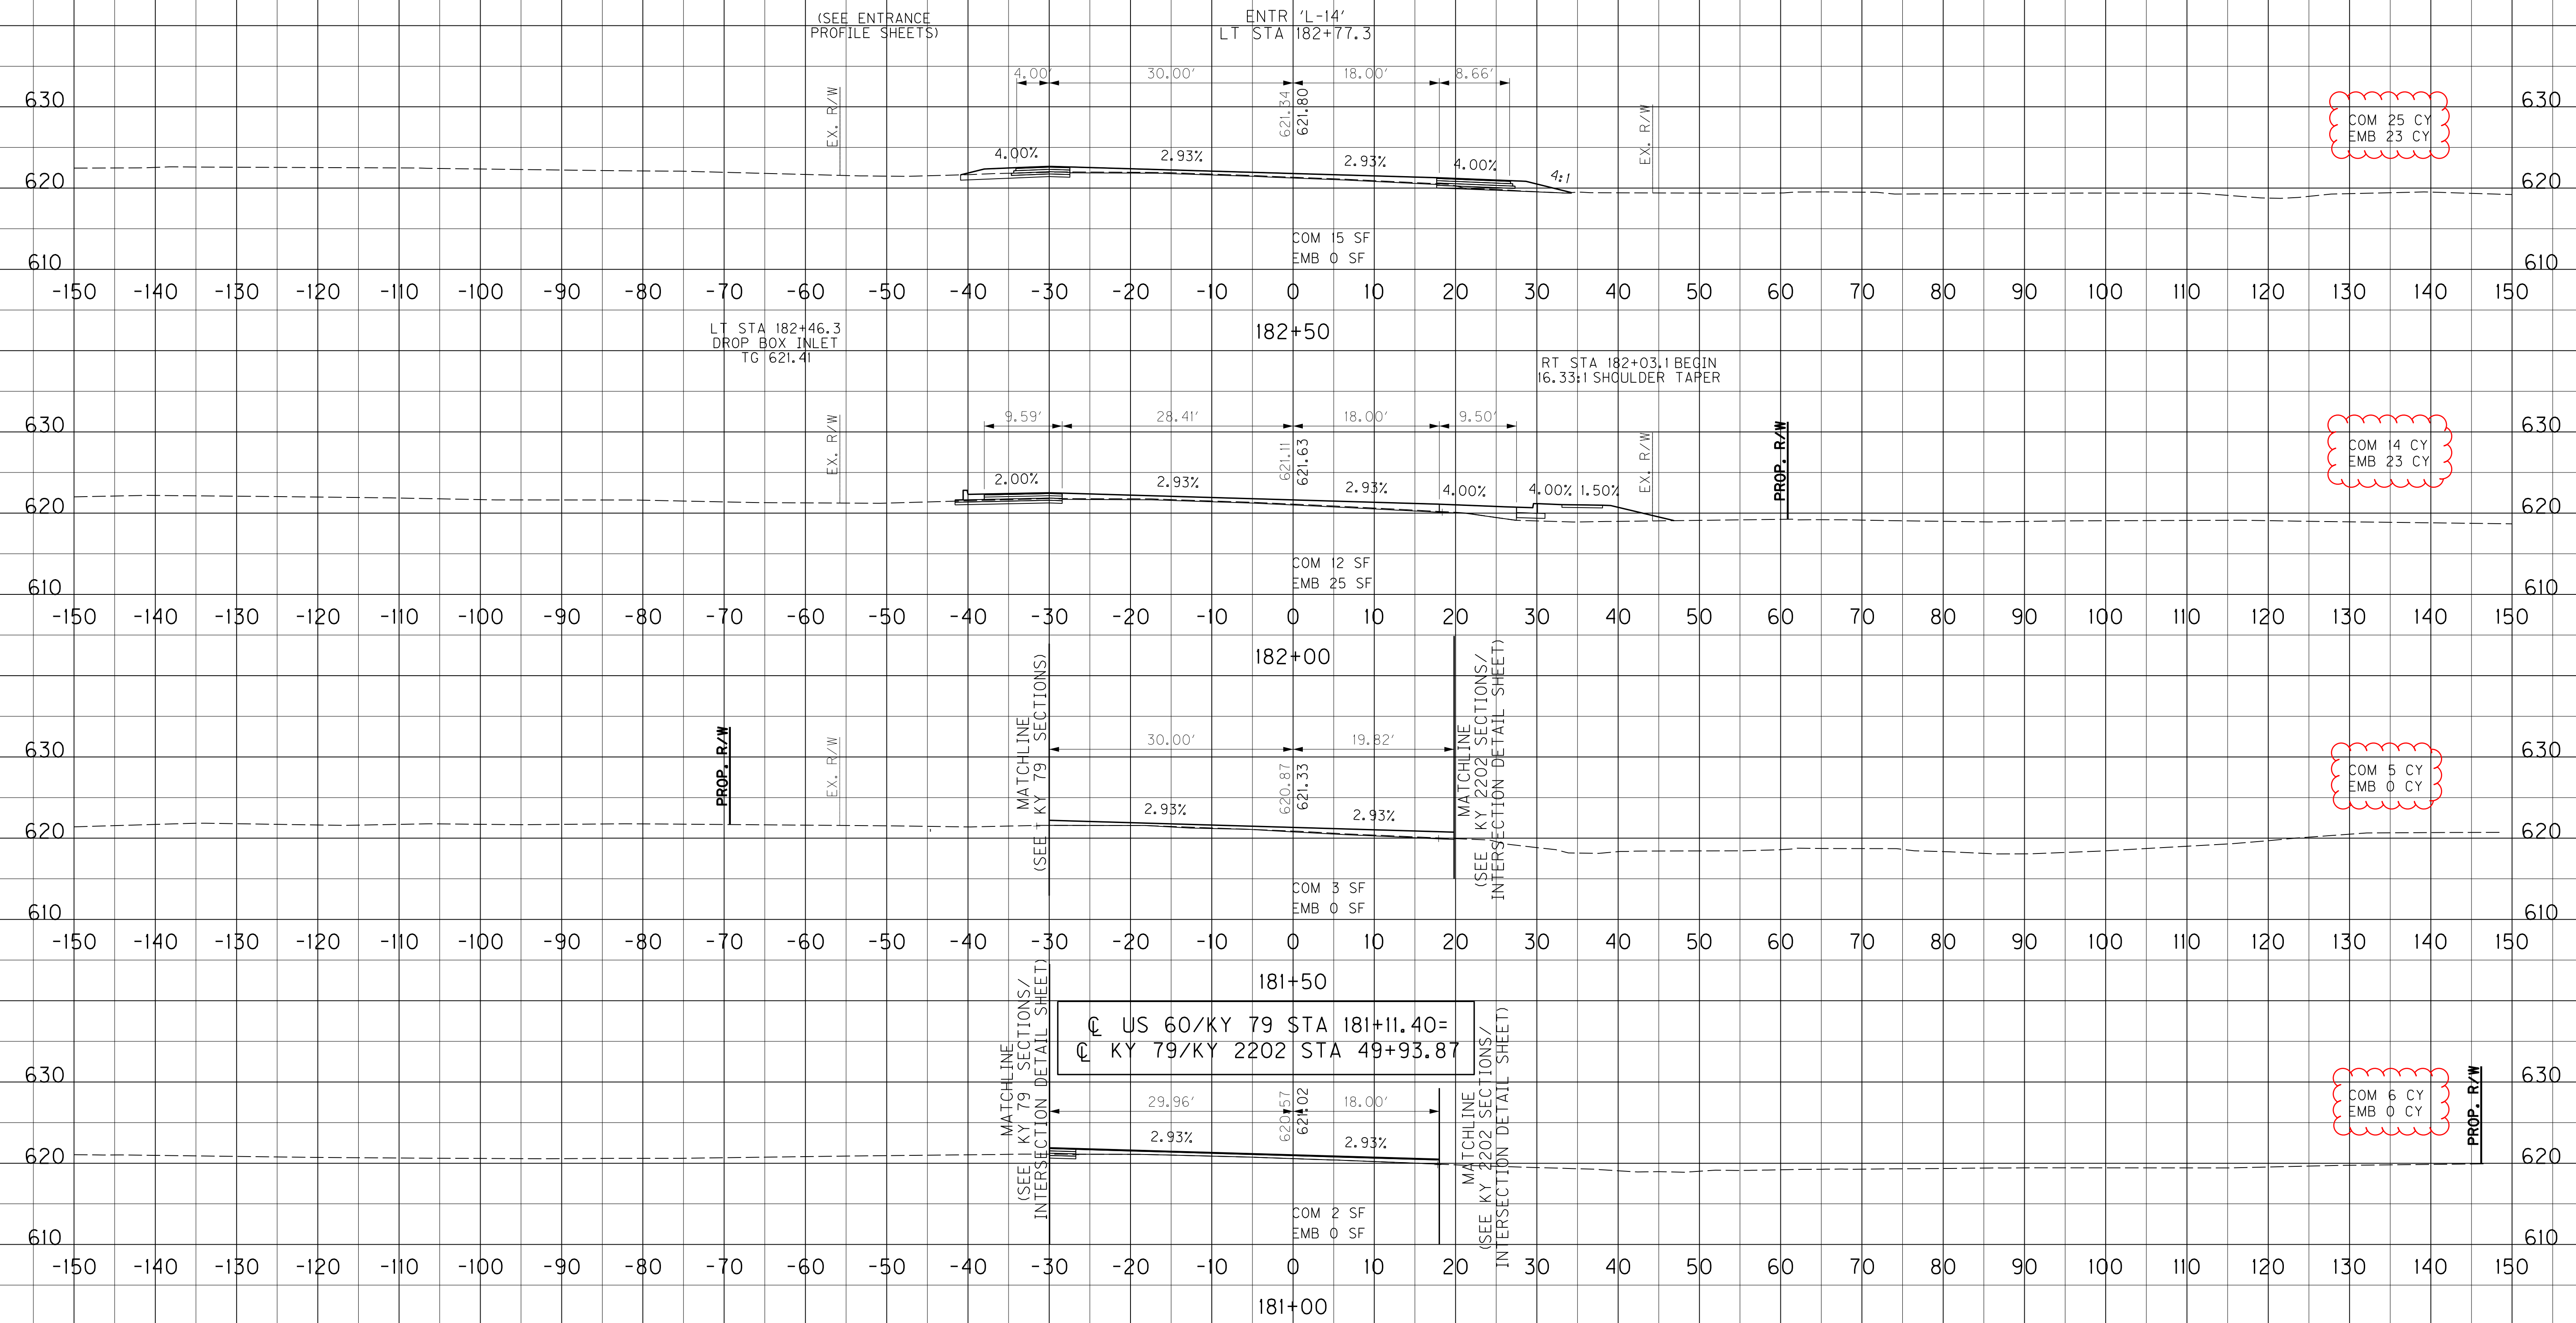 (SEE ENTRANCE
PROFILE SHEETS)
ENTR 'L-14'
LT STA 182+77.3
4.00'
30.00'
18.00'
8.66'
EX. R/W
621.34
621.80
EX. R/W
630
630
COM 25 CY
EMB 23 CY
4.00%
2.93%
2.93%
4.00%
4:1
620
620
COM 15 SF
EMB 0 SF
610
610
-150 -140 -130 -120 -110 -100 -90 -80 -70 -60 -50 -40 -30 -20 -10 0 10 20 30 40 50 60 70 80 90 100 110 120 130 140 150
182+50
LT STA 182+46.3
DROP BOX INLET
TG 621.41
RT STA 182+03.1 BEGIN
16.33:1 SHOULDER TAPER
9.59'
28.41'
18.00'
9.50'
EX. R/W
621.11
621.63
EX. R/W
PROP. R/W
630
630
COM 14 CY
EMB 23 CY
2.00%
2.93%
2.93%
4.00%
4.00%
1.50%
620
620
COM 12 SF
EMB 25 SF
610
610
-150 -140 -130 -120 -110 -100 -90 -80 -70 -60 -50 -40 -30 -20 -10 0 10 20 30 40 50 60 70 80 90 100 110 120 130 140 150
182+00
MATCHLINE
(SEE KY 79 SECTIONS)
MATCHLINE
(SEE KY 2202 SECTIONS/
INTERSECTION DETAIL SHEET)
30.00'
19.82'
PROP. R/W
EX. R/W
620.87
621.33
630
630
COM 5 CY
EMB 0 CY
2.93%
2.93%
620
620
COM 3 SF
EMB 0 SF
610
610
-150 -140 -130 -120 -110 -100 -90 -80 -70 -60 -50 -40 -30 -20 -10 0 10 20 30 40 50 60 70 80 90 100 110 120 130 140 150
181+50
℄ US 60/KY 79 STA 181+11.40=
℄ KY 79/KY 2202 STA 49+93.87
MATCHLINE
(SEE KY 79 SECTIONS/
INTERSECTION DETAIL SHEET)
MATCHLINE
(SEE KY 2202 SECTIONS/
INTERSECTION DETAIL SHEET)
29.96'
18.00'
620.57
621.02
630
630
COM 6 CY
EMB 0 CY
PROP. R/W
2.93%
2.93%
620
620
COM 2 SF
EMB 0 SF
610
610
-150 -140 -130 -120 -110 -100 -90 -80 -70 -60 -50 -40 -30 -20 -10 0 10 20 30 40 50 60 70 80 90 100 110 120 130 140 150
181+00